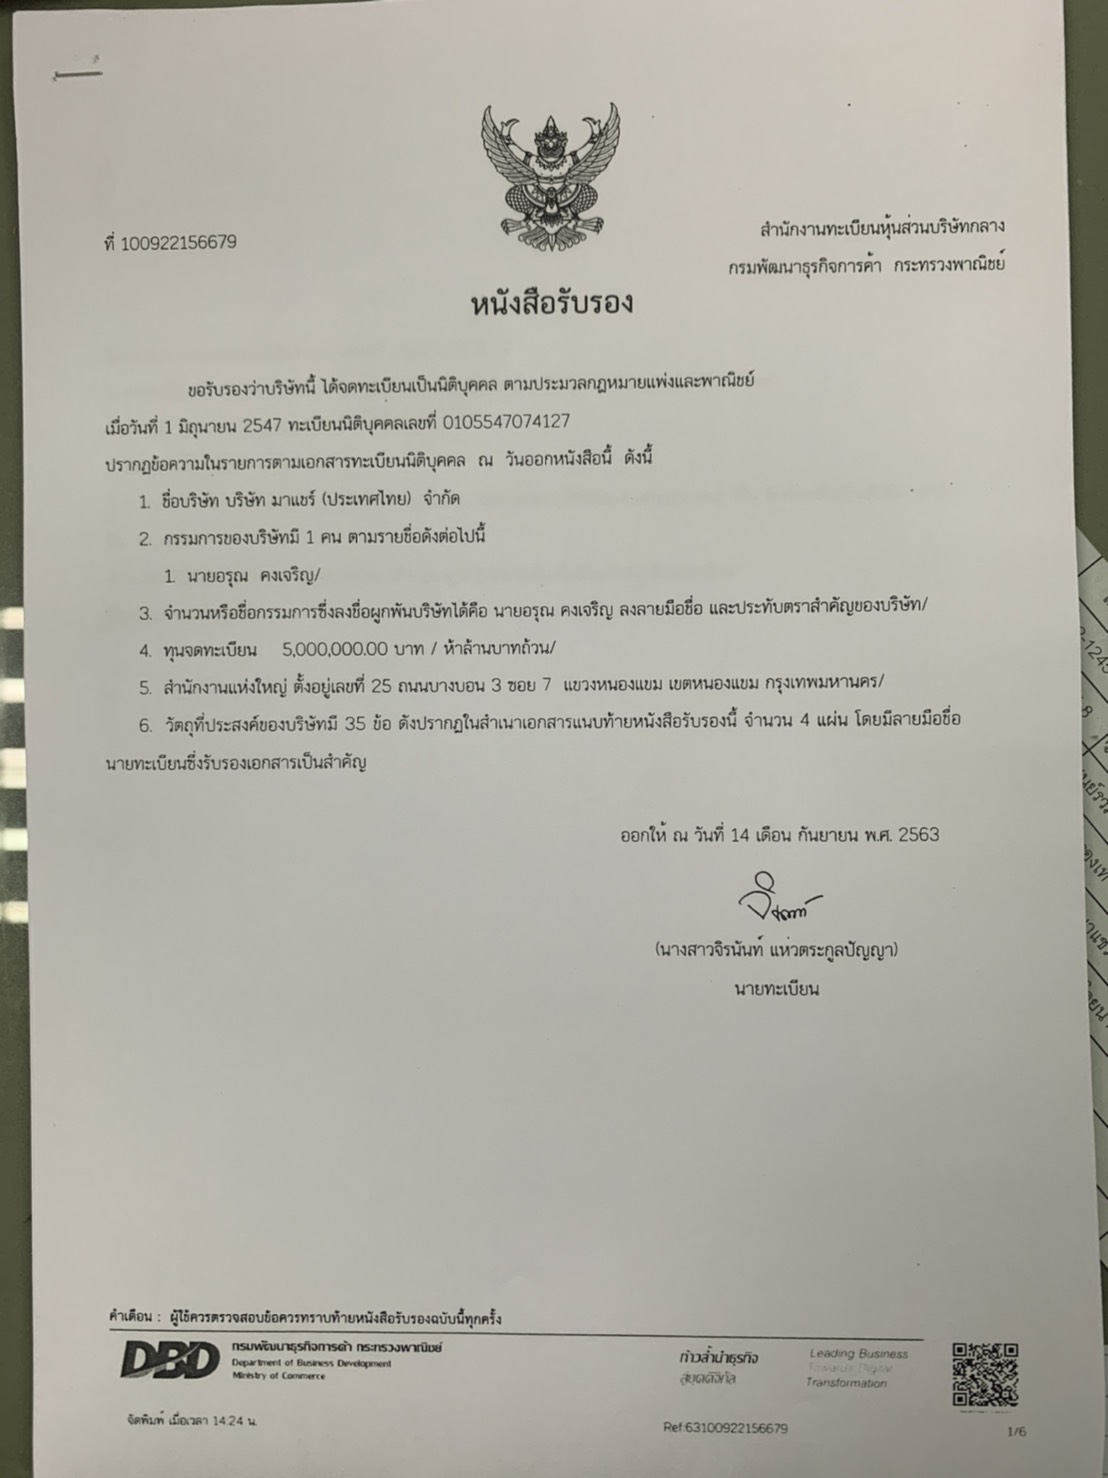 ที่ 100922156679
สำนักงานทะเบียนหุ้นส่วนบริษัทกลาง
กรมพัฒนาธุรกิจการค้า กระทรวงพาณิชย์
หนังสือรับรอง
ขอรับรองว่าบริษัทนี้ ได้จดทะเบียนเป็นนิติบุคคล ตามประมวลกฎหมายแพ่งและพาณิชย์
เมื่อวันที่ 1 มิถุนายน 2547 ทะเบียนนิติบุคคลเลขที่ 0105547074127
ปรากฏข้อความในรายการตามเอกสารทะเบียนนิติบุคคล ณ วันออกหนังสือนี้ ดังนี้
1. ชื่อบริษัท บริษัท มาแชร์ (ประเทศไทย) จำกัด
2. กรรมการของบริษัทมี 1 คน ตามรายชื่อดังต่อไปนี้
1. นายอรุณ คงเจริญ/
3. จำนวนหรือชื่อกรรมการซึ่งลงชื่อผูกพันบริษัทได้คือ นายอรุณ คงเจริญ ลงลายมือชื่อ และประทับตราสำคัญของบริษัท/
4. ทุนจดทะเบียน 5,000,000.00 บาท / ห้าล้านบาทถ้วน/
5. สำนักงานแห่งใหญ่ ตั้งอยู่เลขที่ 25 ถนนบางบอน 3 ซอย 7 แขวงหนองแขม เขตหนองแขม กรุงเทพมหานคร/
6. วัตถุที่ประสงค์ของบริษัทมี 35 ข้อ ดังปรากฏในสำเนาเอกสารแนบท้ายหนังสือรับรองนี้ จำนวน 4 แผ่น โดยมีลายมือชื่อ
นายทะเบียนซึ่งรับรองเอกสารเป็นสำคัญ
ออกให้ ณ วันที่ 14 เดือน กันยายน พ.ศ. 2563
(นางสาวจิรนันท์ แห่วตระกูลปัญญา)
นายทะเบียน
คำเตือน : ผู้ใช้ควรตรวจสอบข้อควรทราบท้ายหนังสือรับรองฉบับนี้ทุกครั้ง
DBD
กรมพัฒนาธุรกิจการค้า กระทรวงพาณิชย์
Department of Business Development
Ministry of Commerce
ก้าวล้ำนำธุรกิจ
สู่ยุคดิจิทัล
Leading Business
Towards Digital
Transformation
จัดพิมพ์ เมื่อเวลา 14.24 น.
Ref:63100922156679
1/6